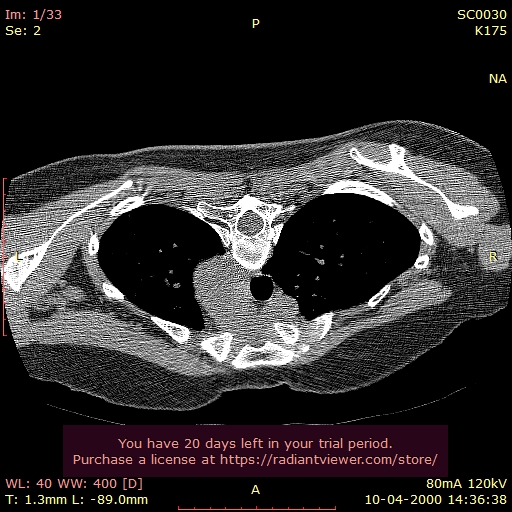 Im: 1/33
Se: 2
P
SC0030
K175
NA
L
R
You have 20 days left in your trial period.
Purchase a license at https://radiantviewer.com/store/
WL: 40 WW: 400 [D]
T: 1.3mm L: -89.0mm
A
80mA 120kV
10-04-2000 14:36:38